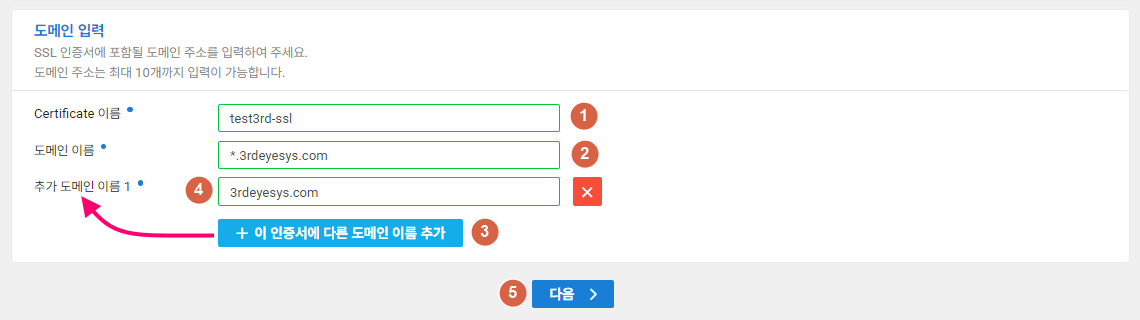 도메인 입력
SSL 인증서에 포함될 도메인 주소를 입력하여 주세요.
도메인 주소는 최대 10개까지 입력이 가능합니다.
Certificate 이름
test3rd-ssl
1
도메인 이름
*.3rdeyesys.com
2
추가 도메인 이름 1
4
3rdeyesys.com
+ 이 인증서에 다른 도메인 이름 추가
3
5
다음